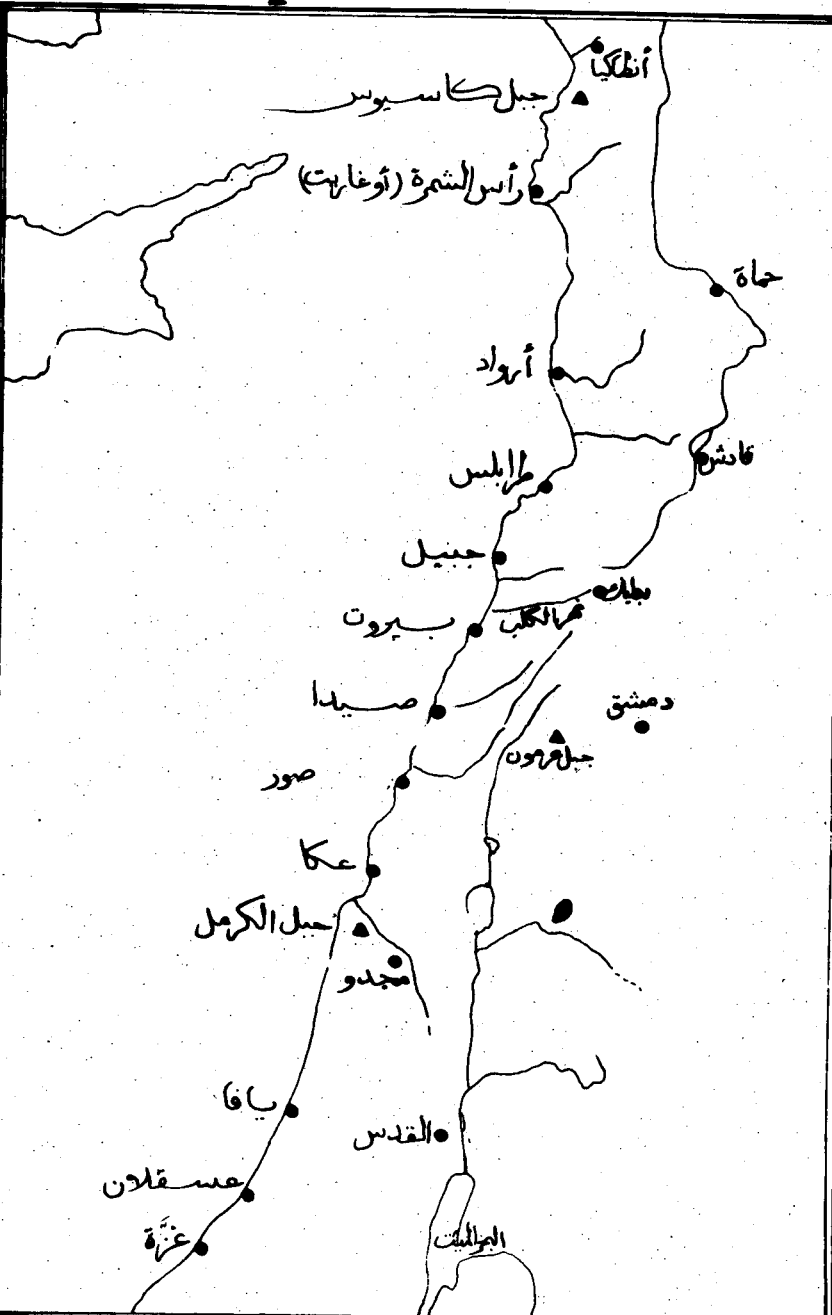 أنطاكيا
جبل كاسيوس
رأس الشمرة (أوغاريت)
حماة
أرواد
قادش
طرابلس
جبيل
بعلبك
نهر الكلب
بيروت
صيدا
دمشق
جبل حرمون
صور
عكا
جبل الكرمل
مجدو
يافا
القدس
عسقلان
البحر الميت
غزَّة